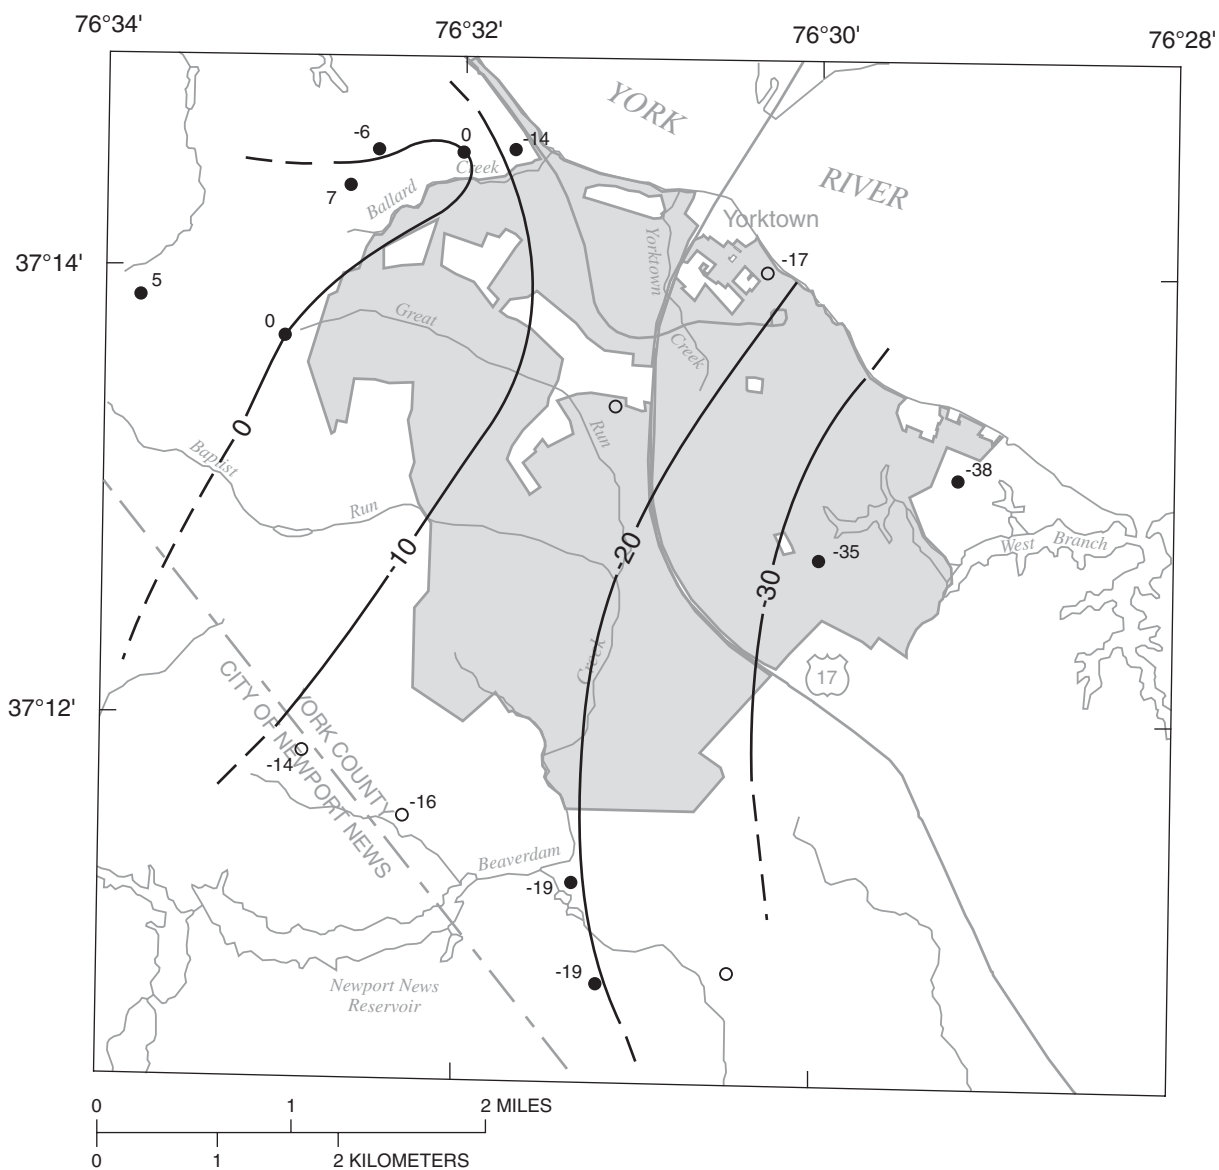 76°34'
76°32'
76°30'
76°28'
YORK
RIVER
-6
0
-14
7
Creek
Ballard
Yorktown
-17
37°14'
5
0
Great
Yorktown
Creek
0
Run
Baptist
Run
-38
-10
-20
-30
-35
West Branch
Creek
17
37°12'
YORK COUNTY
CITY OF NEWPORT NEWS
-14
-16
Beaverdam
-19
-19
Newport News
Reservoir
0 1 2 MILES
0 1 2 KILOMETERS